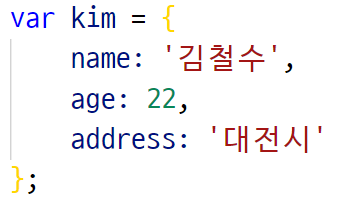 var kim = {
    name: '김철수',
    age: 22,
    address: '대전시'
};